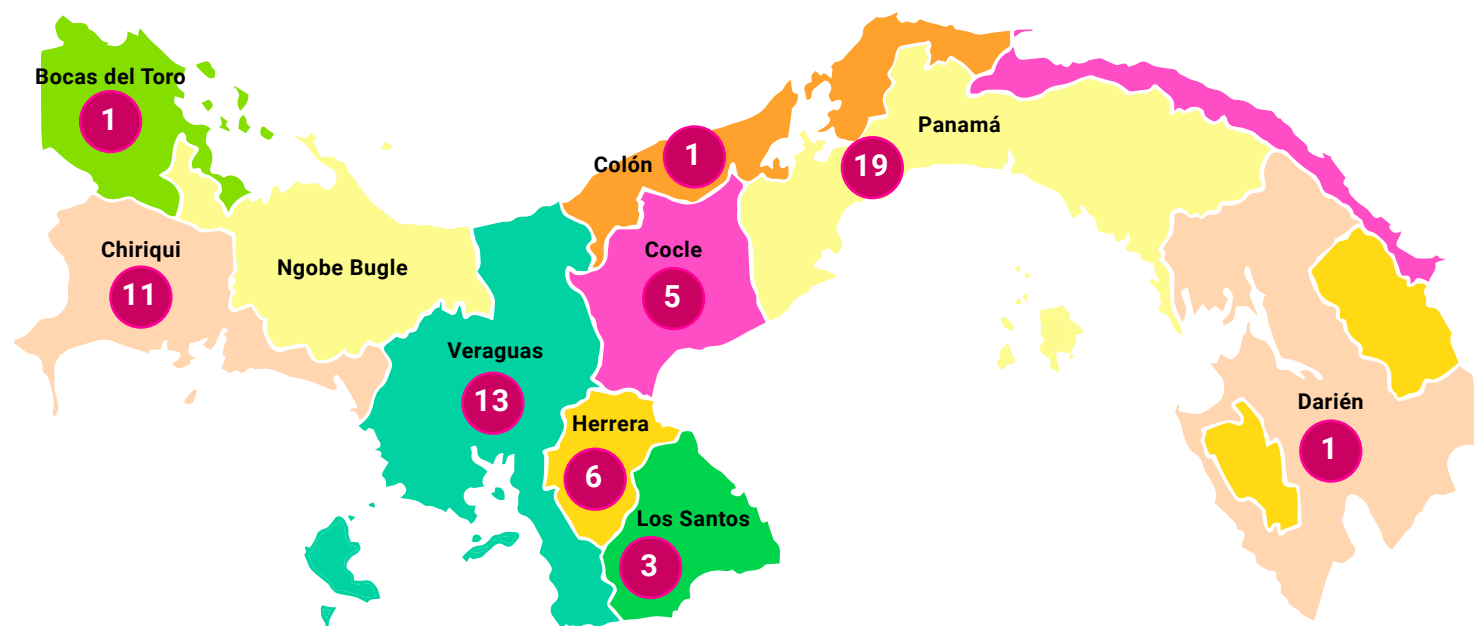 Bocas del Toro
1
Colón
1
Panamá
19
Chiriqui
11
Ngobe Bugle
Cocle
5
Veraguas
13
Herrera
6
Los Santos
3
Darién
1